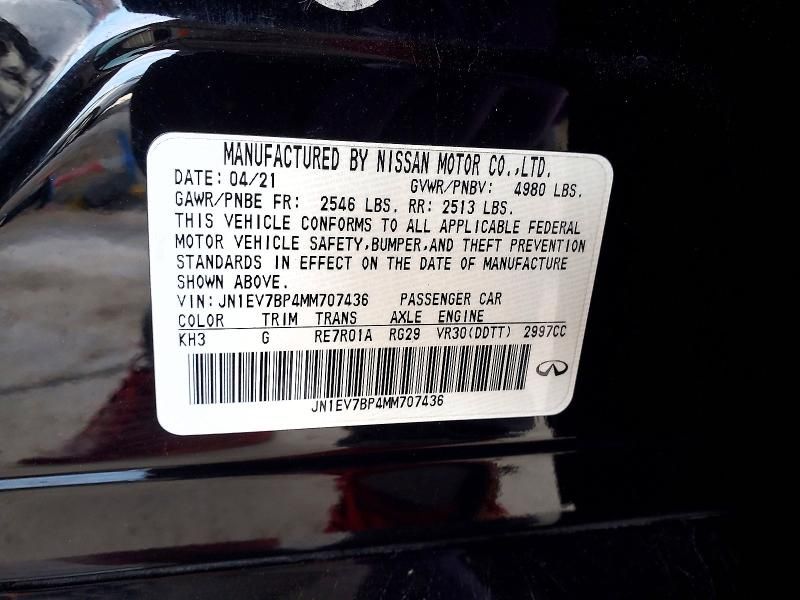 MANUFACTURED BY NISSAN MOTOR CO.,LTD.
DATE: 04/21 GVWR/PNBV: 4980 LBS.
GAWR/PNBE FR: 2546 LBS. RR: 2513 LBS.
THIS VEHICLE CONFORMS TO ALL APPLICABLE FEDERAL
MOTOR VEHICLE SAFETY,BUMPER,AND THEFT PREVENTION
STANDARDS IN EFFECT ON THE DATE OF MANUFACTURE
SHOWN ABOVE.
VIN: JN1EV7BP4MM707436 PASSENGER CAR
COLOR TRIM TRANS AXLE ENGINE
KH3 G RE7R01A RG29 VR30(DDTT) 2997CC
JN1EV7BP4MM707436